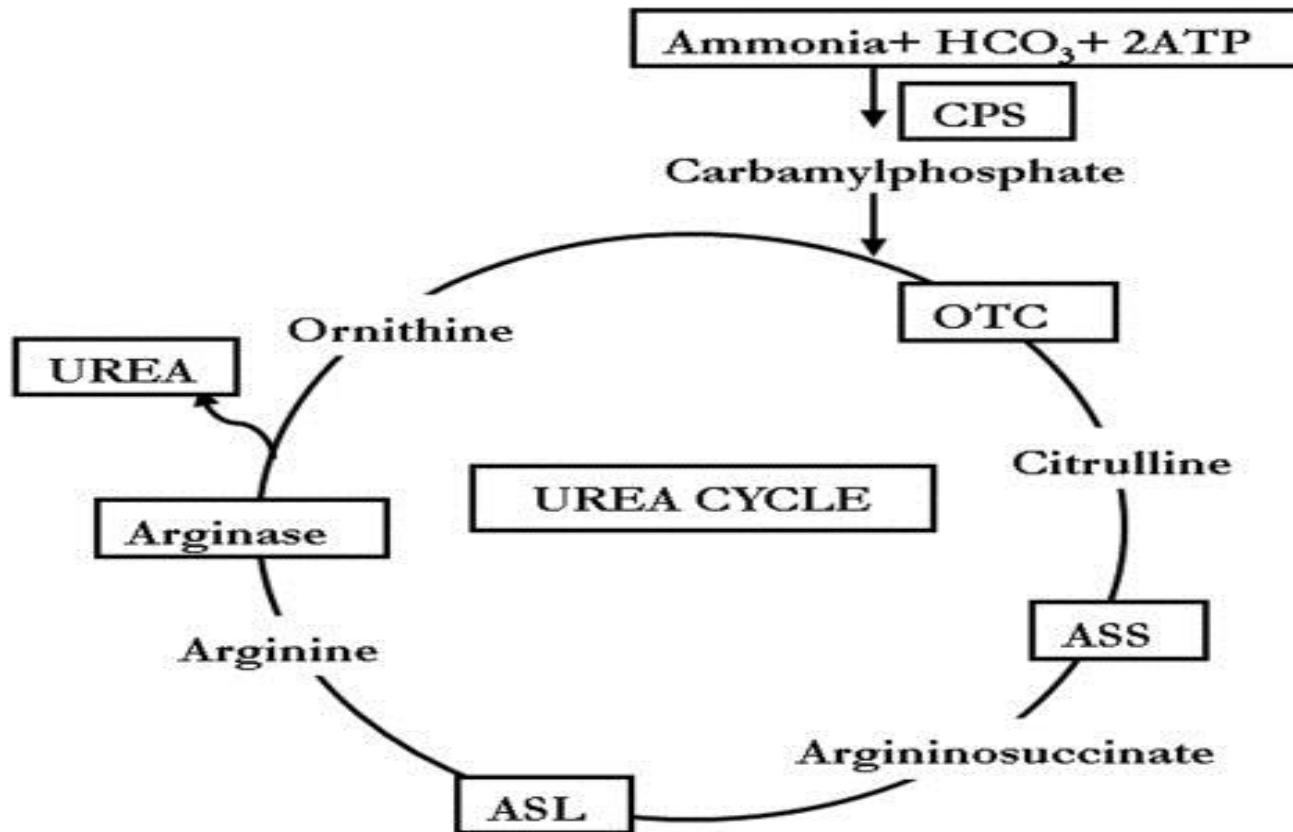 Ammonia+ HCO₃+ 2ATP
CPS
Carbamylphosphate
OTC
Ornithine
UREA
Citrulline
UREA CYCLE
Arginase
ASS
Arginine
Argininosuccinate
ASL